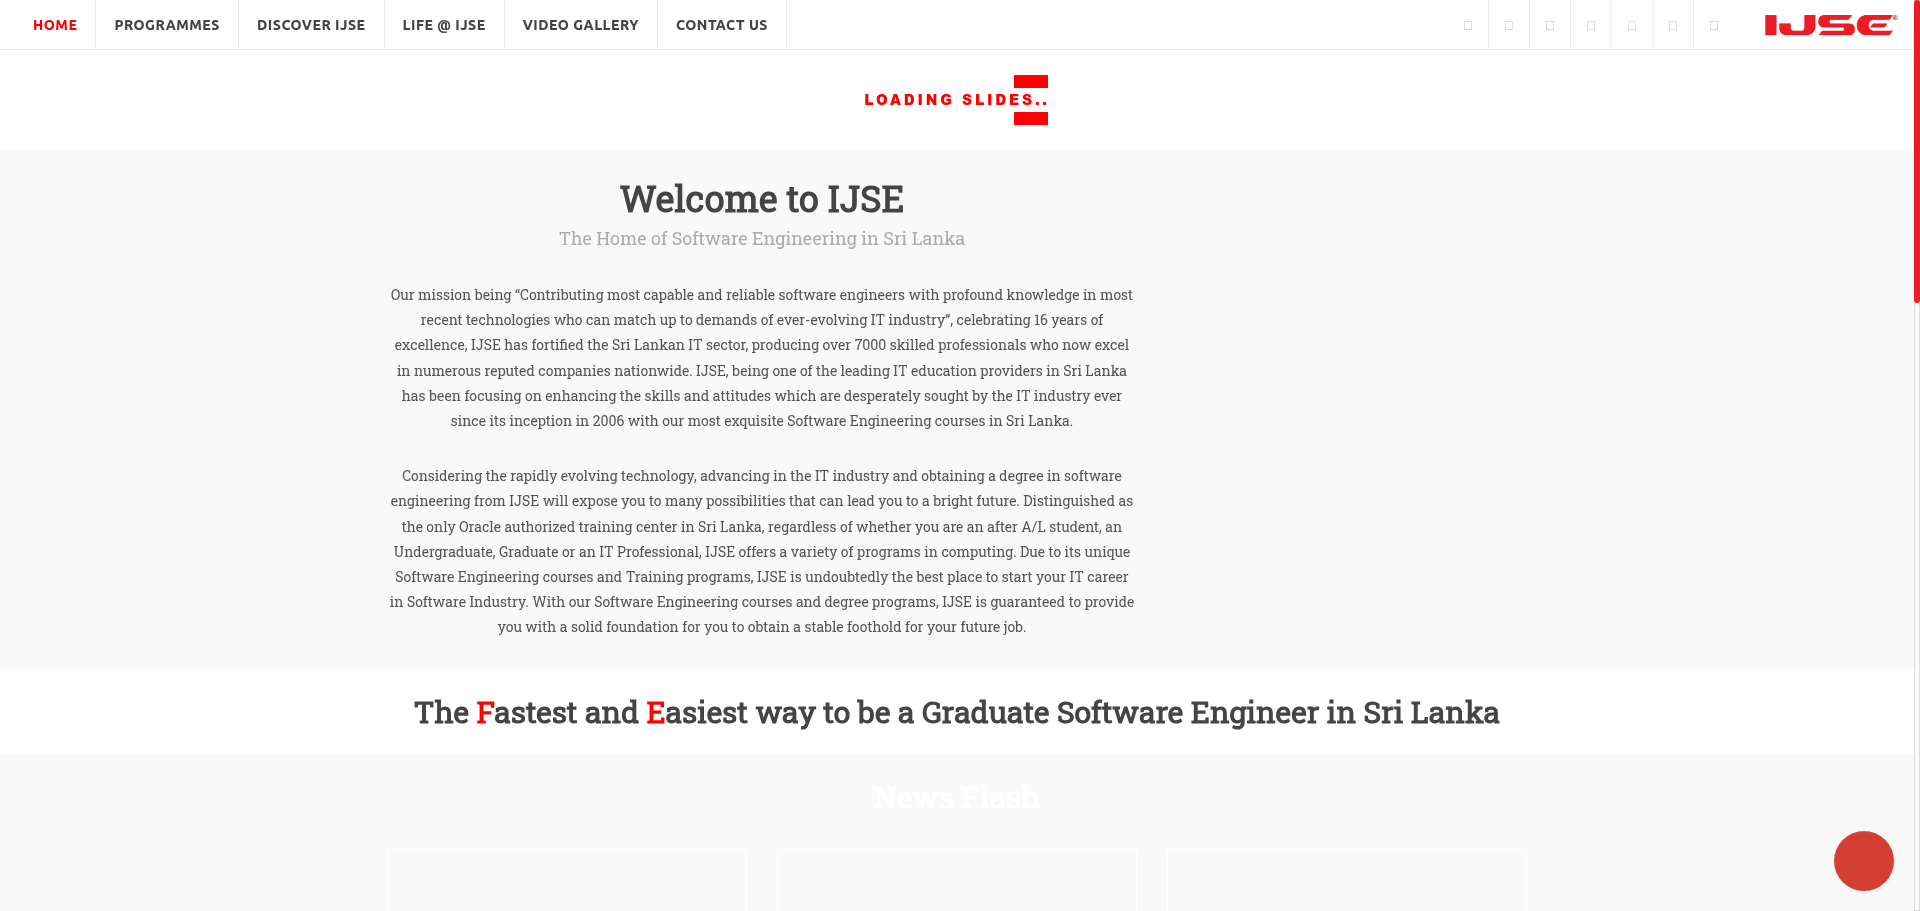 HOME PROGRAMMES DISCOVER IJSE LIFE @ IJSE VIDEO GALLERY CONTACT US IJSE®
LOADING SLIDES..
Welcome to IJSE
The Home of Software Engineering in Sri Lanka
Our mission being “Contributing most capable and reliable software engineers with profound knowledge in most
recent technologies who can match up to demands of ever-evolving IT industry”, celebrating 16 years of
excellence, IJSE has fortified the Sri Lankan IT sector, producing over 7000 skilled professionals who now excel
in numerous reputed companies nationwide. IJSE, being one of the leading IT education providers in Sri Lanka
has been focusing on enhancing the skills and attitudes which are desperately sought by the IT industry ever
since its inception in 2006 with our most exquisite Software Engineering courses in Sri Lanka.
Considering the rapidly evolving technology, advancing in the IT industry and obtaining a degree in software
engineering from IJSE will expose you to many possibilities that can lead you to a bright future. Distinguished as
the only Oracle authorized training center in Sri Lanka, regardless of whether you are an after A/L student, an
Undergraduate, Graduate or an IT Professional, IJSE offers a variety of programs in computing. Due to its unique
Software Engineering courses and Training programs, IJSE is undoubtedly the best place to start your IT career
in Software Industry. With our Software Engineering courses and degree programs, IJSE is guaranteed to provide
you with a solid foundation for you to obtain a stable foothold for your future job.
The Fastest and Easiest way to be a Graduate Software Engineer in Sri Lanka
News Flash